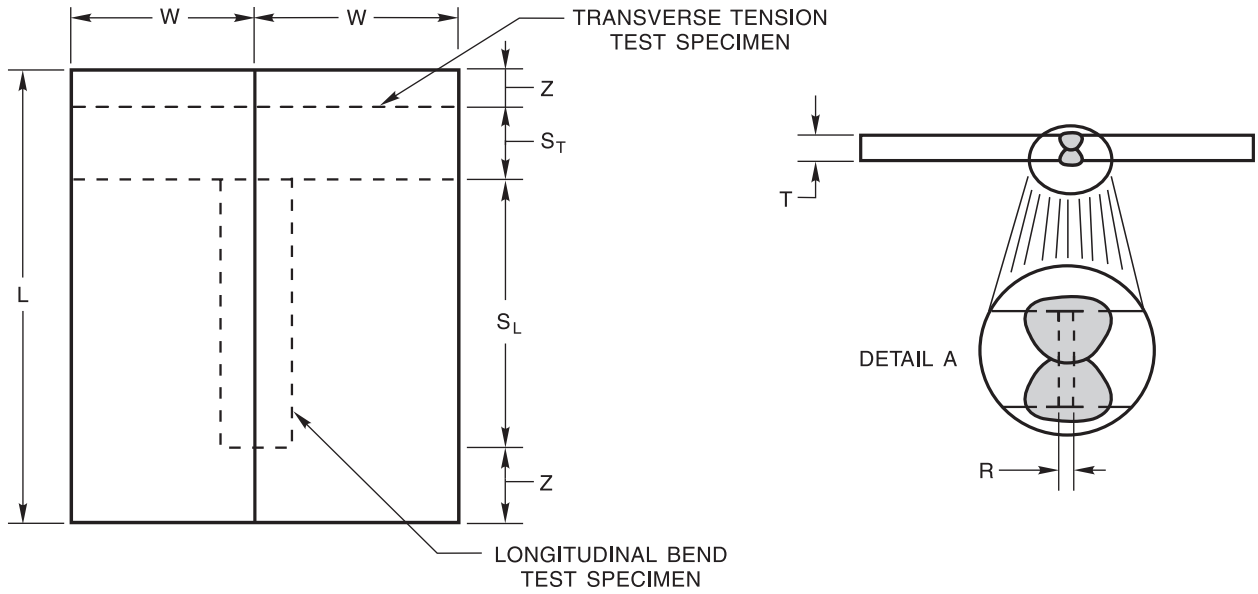 W
W
TRANSVERSE TENSION
TEST SPECIMEN
Z
S_T
T
L
S_L
DETAIL A
R
Z
LONGITUDINAL BEND
TEST SPECIMEN